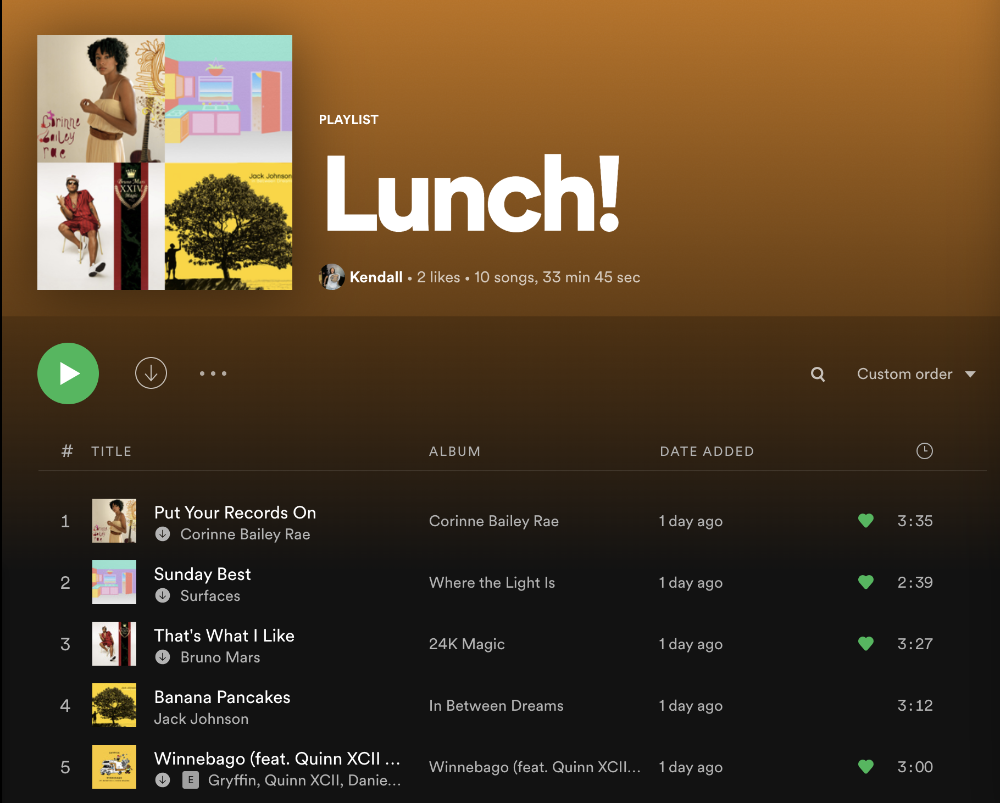 Corinne
bailey
rae
Bruno Mars
XXIV
Magic
Jack Johnson
In Between Dreams
PLAYLIST
Lunch!
Kendall • 2 likes • 10 songs, 33 min 45 sec
Custom order
# TITLE ALBUM DATE ADDED
1 Put Your Records On Corinne Bailey Rae 1 day ago 3:35
Corinne Bailey Rae
2 Sunday Best Where the Light Is 1 day ago 2:39
Surfaces
3 That's What I Like 24K Magic 1 day ago 3:27
Bruno Mars
4 Banana Pancakes In Between Dreams 1 day ago 3:12
Jack Johnson
5 Winnebago (feat. Quinn XCII ... Winnebago (feat. Quinn XCII... 1 day ago 3:00
E Gryffin, Quinn XCII, Danie...